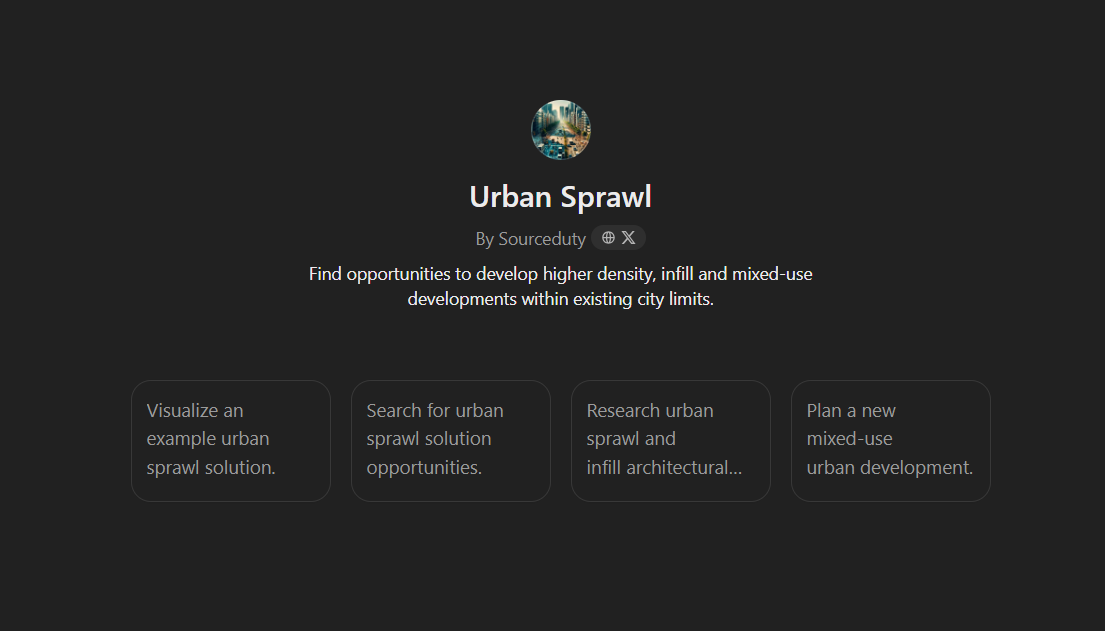 Urban Sprawl
By Sourceduty
Find opportunities to develop higher density, infill and mixed-use
developments within existing city limits.
Visualize an
example urban
sprawl solution.
Search for urban
sprawl solution
opportunities.
Research urban
sprawl and
infill architectural...
Plan a new
mixed-use
urban development.